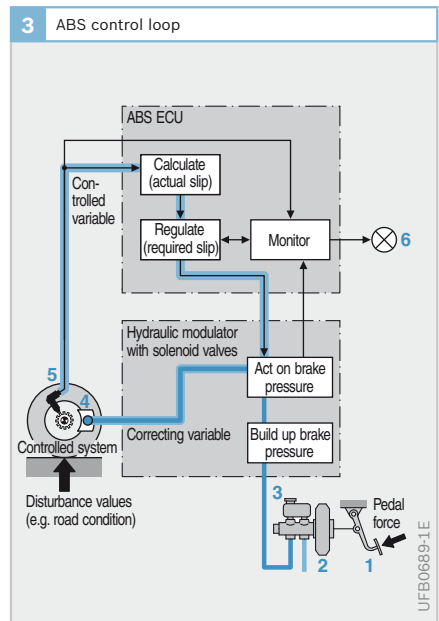 3 ABS control loop
ABS ECU
Calculate
(actual slip)
Con-
trolled
variable
Regulate
(required slip)
Monitor
6
Hydraulic modulator
with solenoid valves
Act on brake
pressure
5
4
Controlled system
Correcting variable
Build up brake
pressure
Disturbance values
(e.g. road condition)
3
Pedal
force
2
1
UFB0689-1E